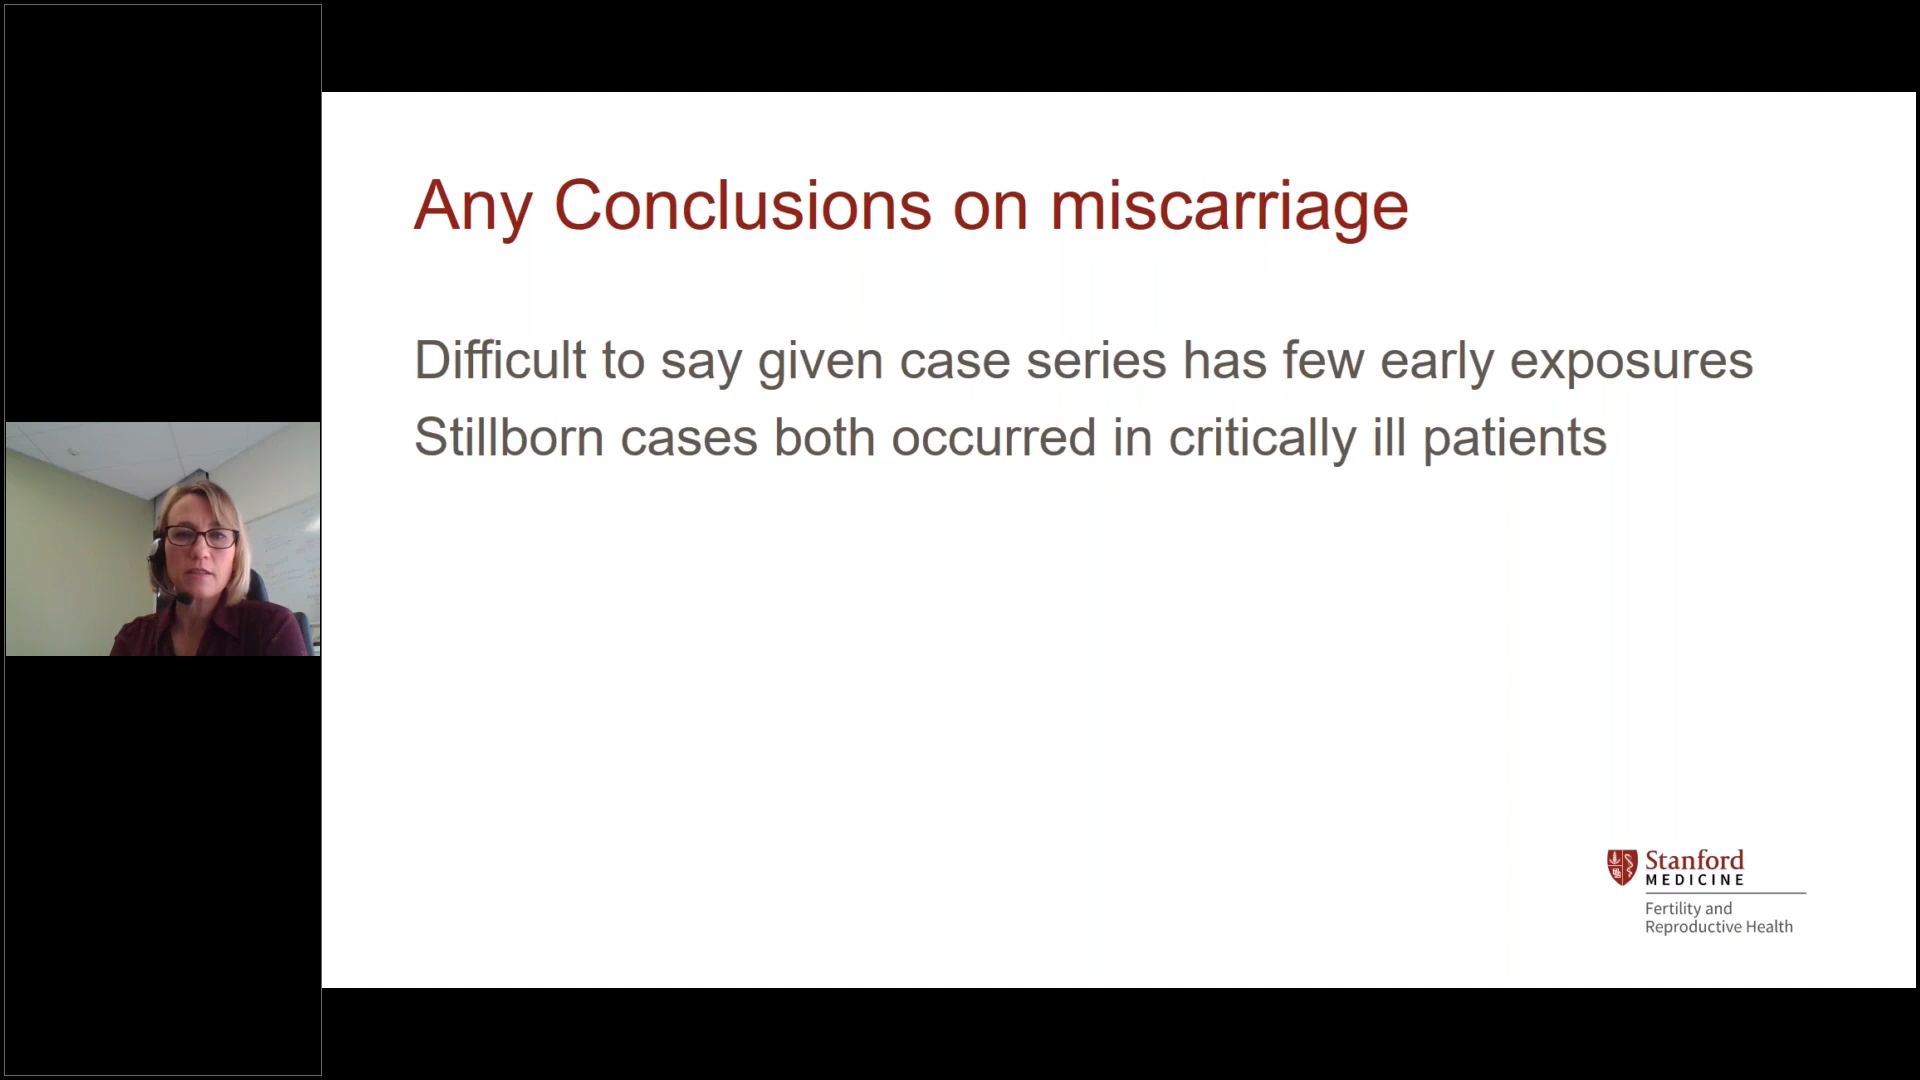 Any Conclusions on miscarriage
Difficult to say given case series has few early exposures
Stillborn cases both occurred in critically ill patients
Stanford
MEDICINE
Fertility and
Reproductive Health